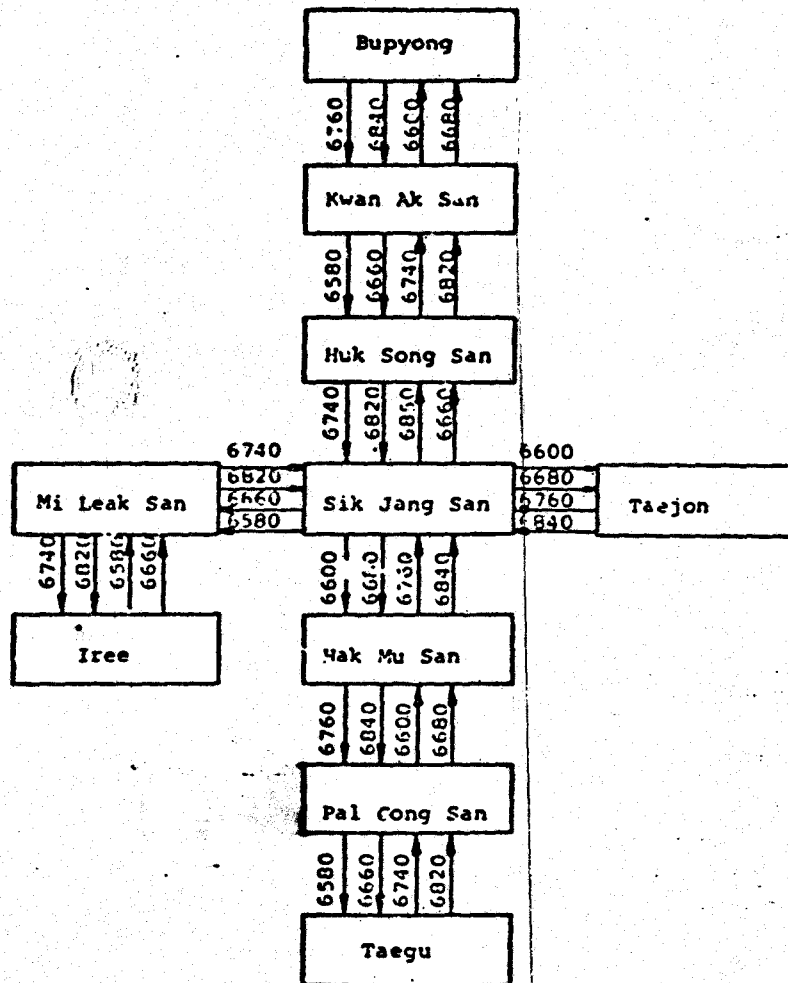 Bupyong
6760 6840 6600 6680
Kwan Ak San
6580 6660 6740 6820
Huk Song San
6740 6820 6850 6660
6740
6820
6660
6580
6600
6680
6760
6840
Mi Leak San
Sik Jang San
Taejon
6740 6820 6580 6660
6600 6760 6840
Iree
Hak Mu San
6760 6840 6600 6680
Pal Cong San
6580 6660 6740 6820
Taegu